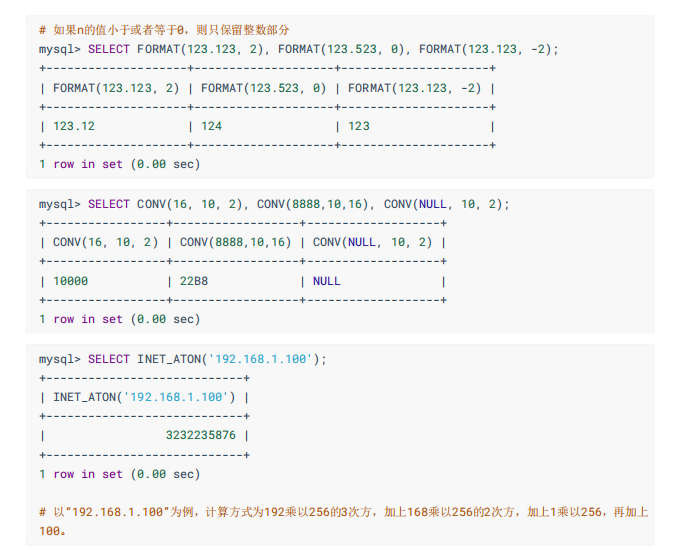 # 如果n的值小于或者等于0，则只保留整数部分
mysql> SELECT FORMAT(123.123, 2), FORMAT(123.523, 0), FORMAT(123.123, -2);
+--------------------+--------------------+---------------------+
| FORMAT(123.123, 2) | FORMAT(123.523, 0) | FORMAT(123.123, -2) |
+--------------------+--------------------+---------------------+
| 123.12             | 124                | 123                 |
+--------------------+--------------------+---------------------+
1 row in set (0.00 sec)
mysql> SELECT CONV(16, 10, 2), CONV(8888,10,16), CONV(NULL, 10, 2);
+-----------------+------------------+-------------------+
| CONV(16, 10, 2) | CONV(8888,10,16) | CONV(NULL, 10, 2) |
+-----------------+------------------+-------------------+
| 10000           | 22B8             | NULL              |
+-----------------+------------------+-------------------+
1 row in set (0.00 sec)
mysql> SELECT INET_ATON('192.168.1.100');
+----------------------------+
| INET_ATON('192.168.1.100') |
+----------------------------+
|                 3232235876 |
+----------------------------+
1 row in set (0.00 sec)
# 以“192.168.1.100”为例，计算方式为192乘以256的3次方，加上168乘以256的2次方，加上1乘以256，再加上
100。